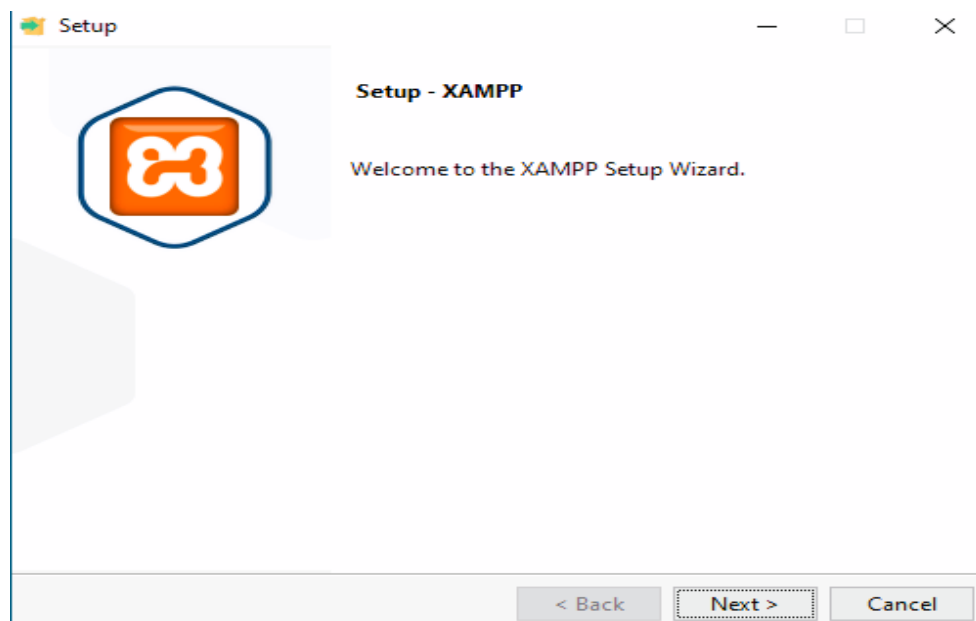 Setup
Setup - XAMPP
Welcome to the XAMPP Setup Wizard.
< Back Next > Cancel